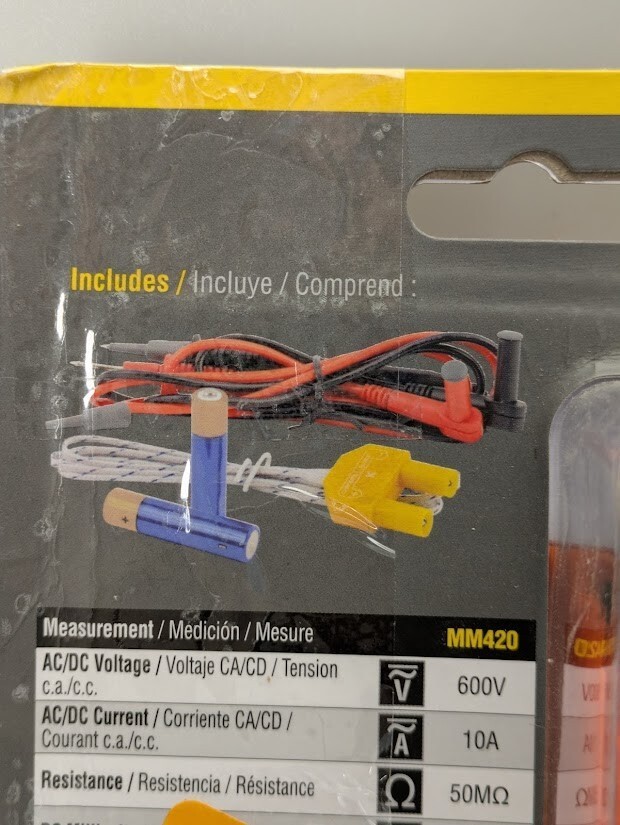 Includes / Incluye / Comprend :
Measurement / Medición / Mesure MM420
AC/DC Voltage / Voltaje CA/CD / Tension
c.a./c.c. V 600V
AC/DC Current / Corriente CA/CD /
Courant c.a./c.c. A 10A
Resistance / Resistencia / Résistance Ω 50MΩ